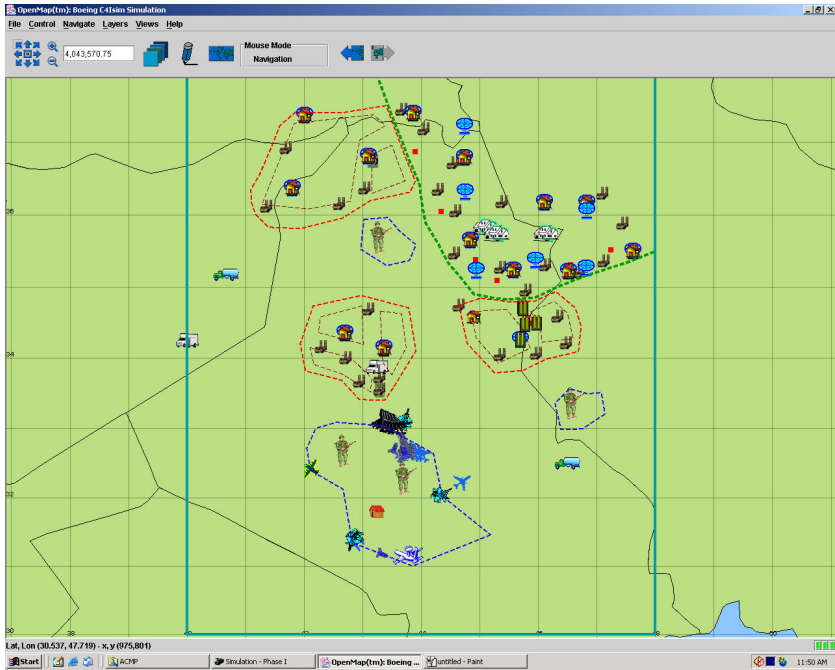 OpenMap(tm): Boeing C4Isim Simulation
File Control Navigate Layers Views Help
4,043,570.75
Mouse Mode
Navigation
36
34
32
30
Lat, Lon (30.537, 47.719) - x, y (975,801)
Start
ACMP
Simulation - Phase I
OpenMap(tm): Boeing ...
untitled - Paint
11:50 AM